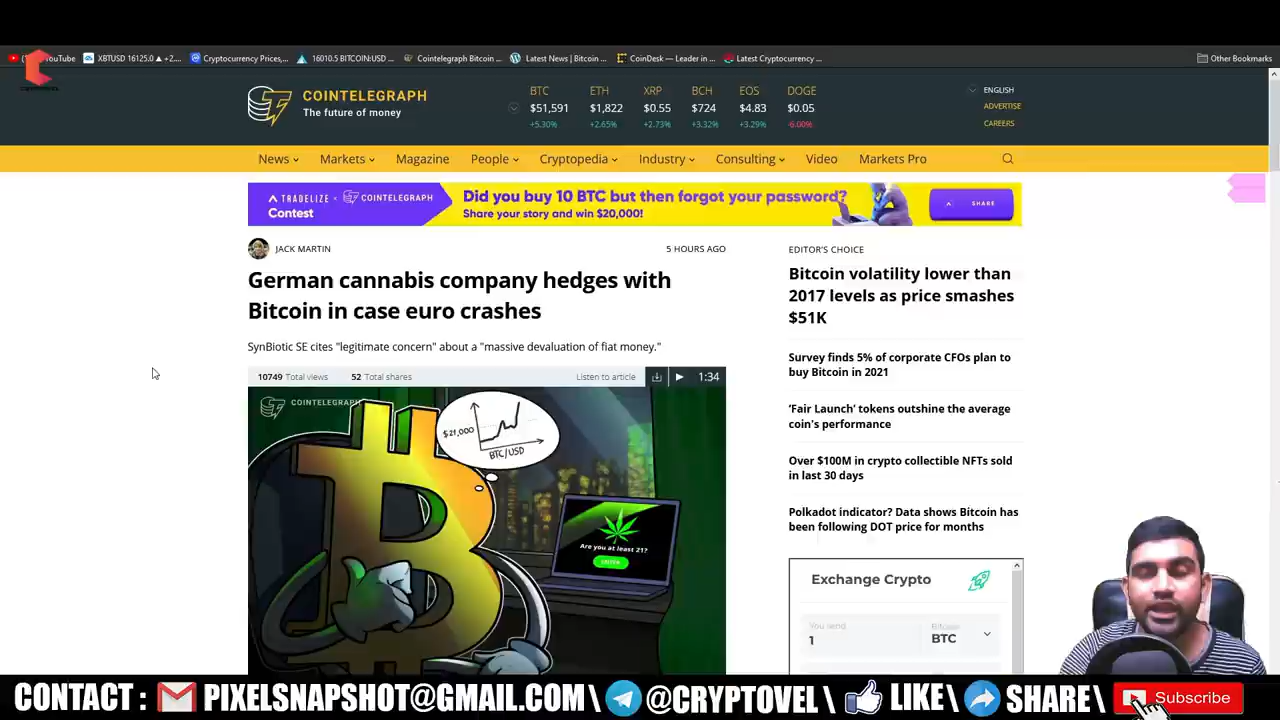 YouTube
XBTUSD 16125.0 ▲ +2,...
Cryptocurrency Prices,...
16010.5 BITCOIN:USD ...
Cointelegraph Bitcoin ...
Latest News | Bitcoin ...
CoinDesk — Leader in ...
Latest Cryptocurrency ...
Other Bookmarks
COINTELEGRAPH
The future of money
BTC ETH XRP BCH EOS DOGE
$51,591 $1,822 $0.55 $724 $4.83 $0.05
+5.30% +2.65% +2.73% +3.32% +3.29% -6.00%
ENGLISH
ADVERTISE
CAREERS
News Markets Magazine People Cryptopedia Industry Consulting Video Markets Pro
TRADELIZE x COINTELEGRAPH
Contest
Did you buy 10 BTC but then forgot your password?
Share your story and win $20,000!
SHARE
JACK MARTIN
5 HOURS AGO
German cannabis company hedges with
Bitcoin in case euro crashes
SynBiotic SE cites "legitimate concern" about a "massive devaluation of fiat money."
10749 Total views 52 Total shares Listen to article 1:34
COINTELEGRAPH
$21,000
BTC/USD
Are you at least 21?
EDITOR'S CHOICE
Bitcoin volatility lower than
2017 levels as price smashes
$51K
Survey finds 5% of corporate CFOs plan to
buy Bitcoin in 2021
‘Fair Launch’ tokens outshine the average
coin's performance
Over $100M in crypto collectible NFTs sold
in last 30 days
Polkadot indicator? Data shows Bitcoin has
been following DOT price for months
Exchange Crypto
You send
1
Bitcoin
BTC
CONTACT : PIXELSNAPSHOT@GMAIL.COM \ @CRYPTOVEL \ LIKE\ SHARE\ Subscribe